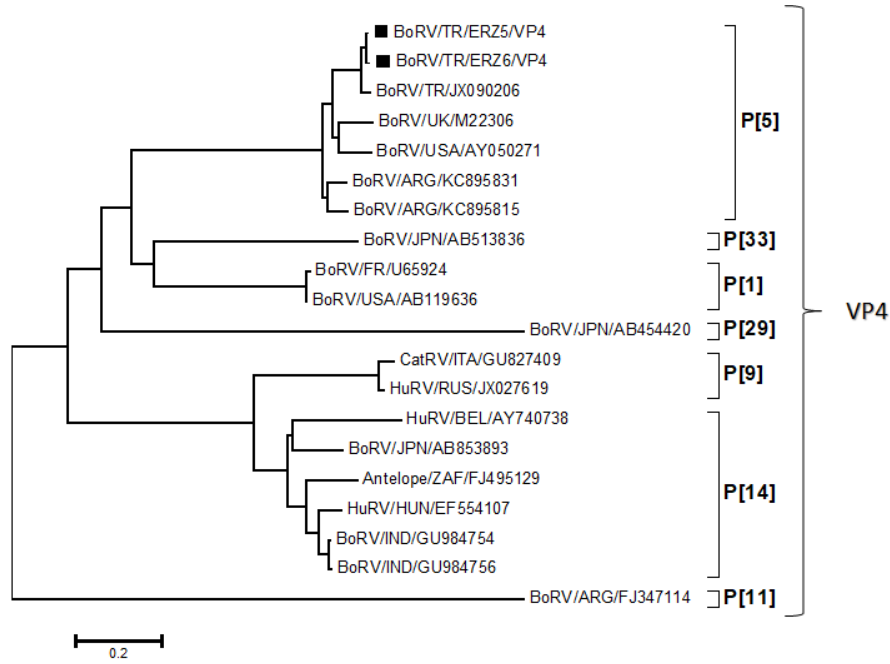 BoRV/TR/ERZ5/VP4
BoRV/TR/ERZ6/VP4
BoRV/TR/JX090206
BoRV/UK/M22306
P[5]
BoRV/USA/AY050271
BoRV/ARG/KC895831
BoRV/ARG/KC895815
BoRV/JPN/AB513836
P[33]
BoRV/FR/U65924
P[1]
BoRV/USA/AB119636
VP4
BoRV/JPN/AB454420
P[29]
CatRV/ITA/GU827409
P[9]
HuRV/RUS/JX027619
HuRV/BEL/AY740738
BoRV/JPN/AB853893
Antelope/ZAF/FJ495129
P[14]
HuRV/HUN/EF554107
BoRV/IND/GU984754
BoRV/IND/GU984756
BoRV/ARG/FJ347114
P[11]
0.2